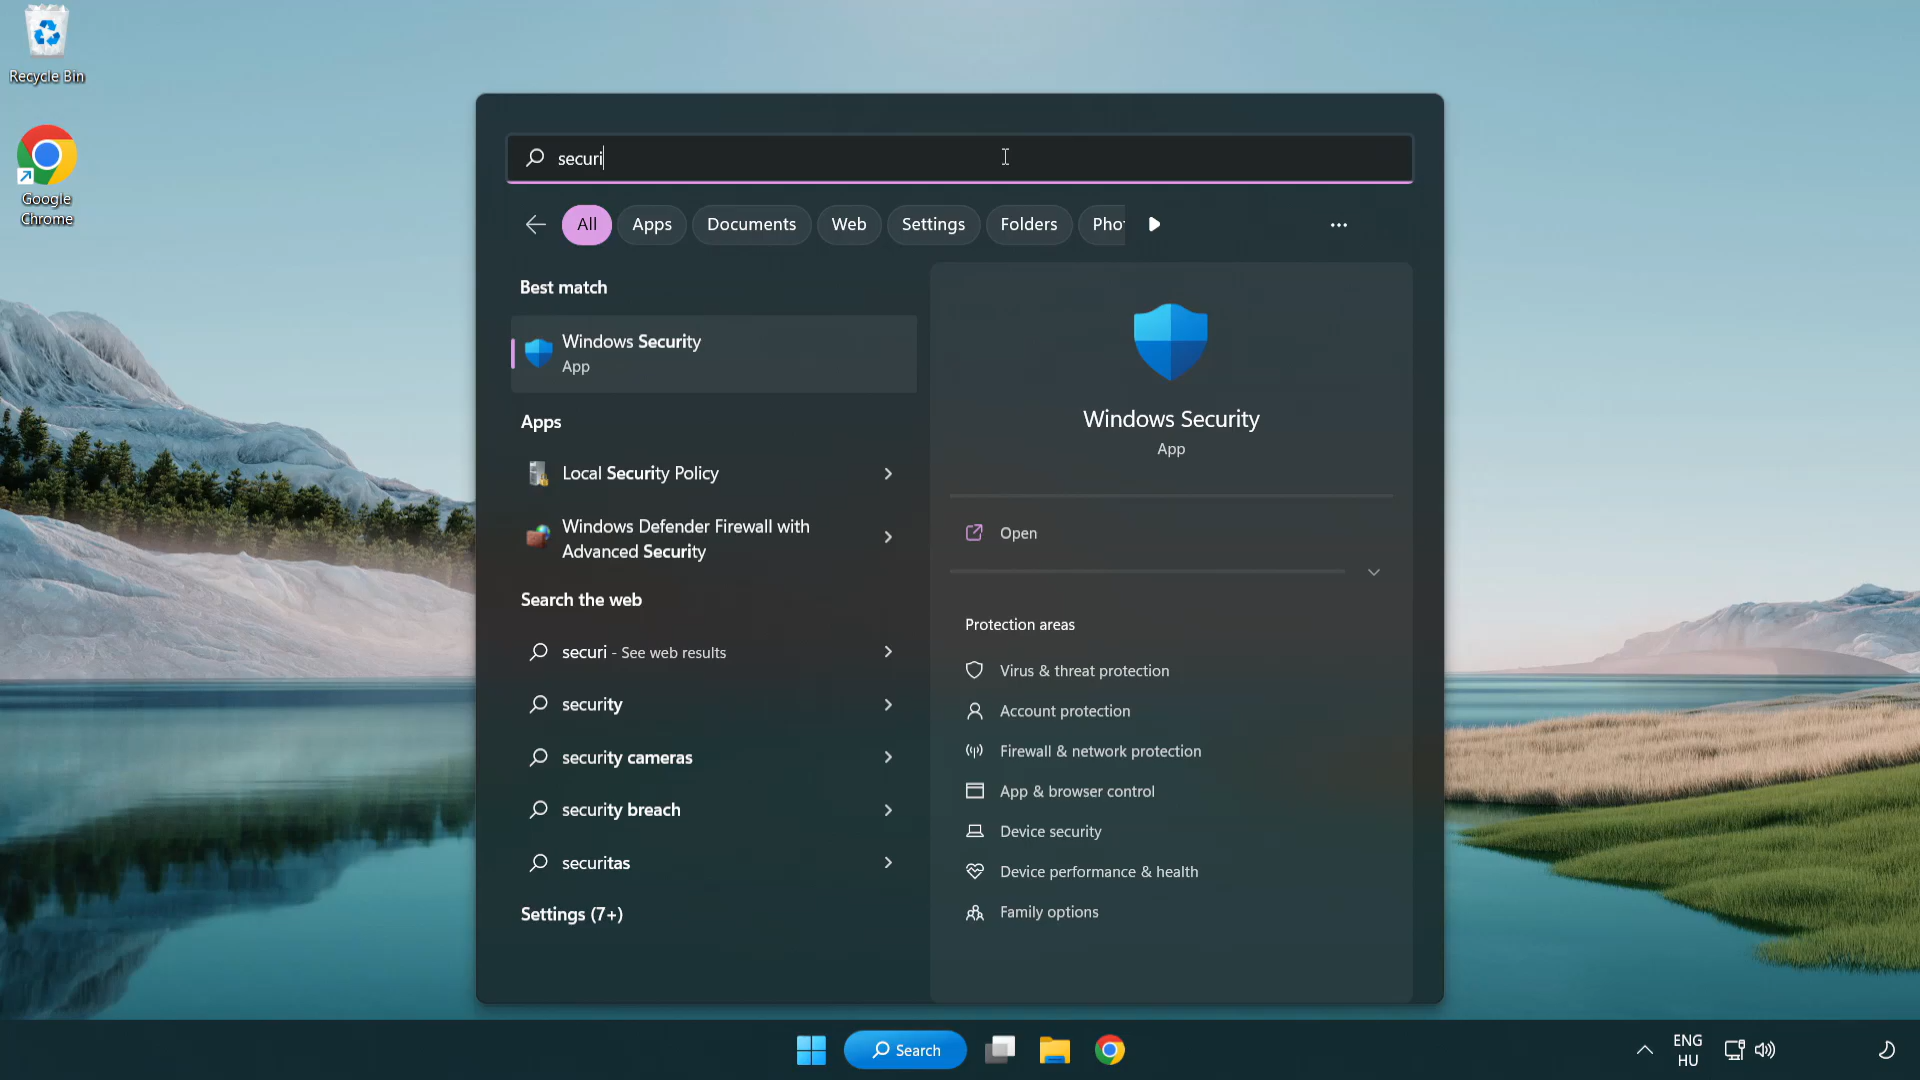 Recycle Bin
Google
Chrome
securi
All
Apps
Documents
Web
Settings
Folders
Best match
Windows Security
App
Apps
Local Security Policy
Windows Defender Firewall with
Advanced Security
Search the web
securi - See web results
security
security cameras
security breach
securitas
Settings (7+)
Windows Security
App
Open
Protection areas
Virus & threat protection
Account protection
Firewall & network protection
App & browser control
Device security
Device performance & health
Family options
Search
ENG
HU